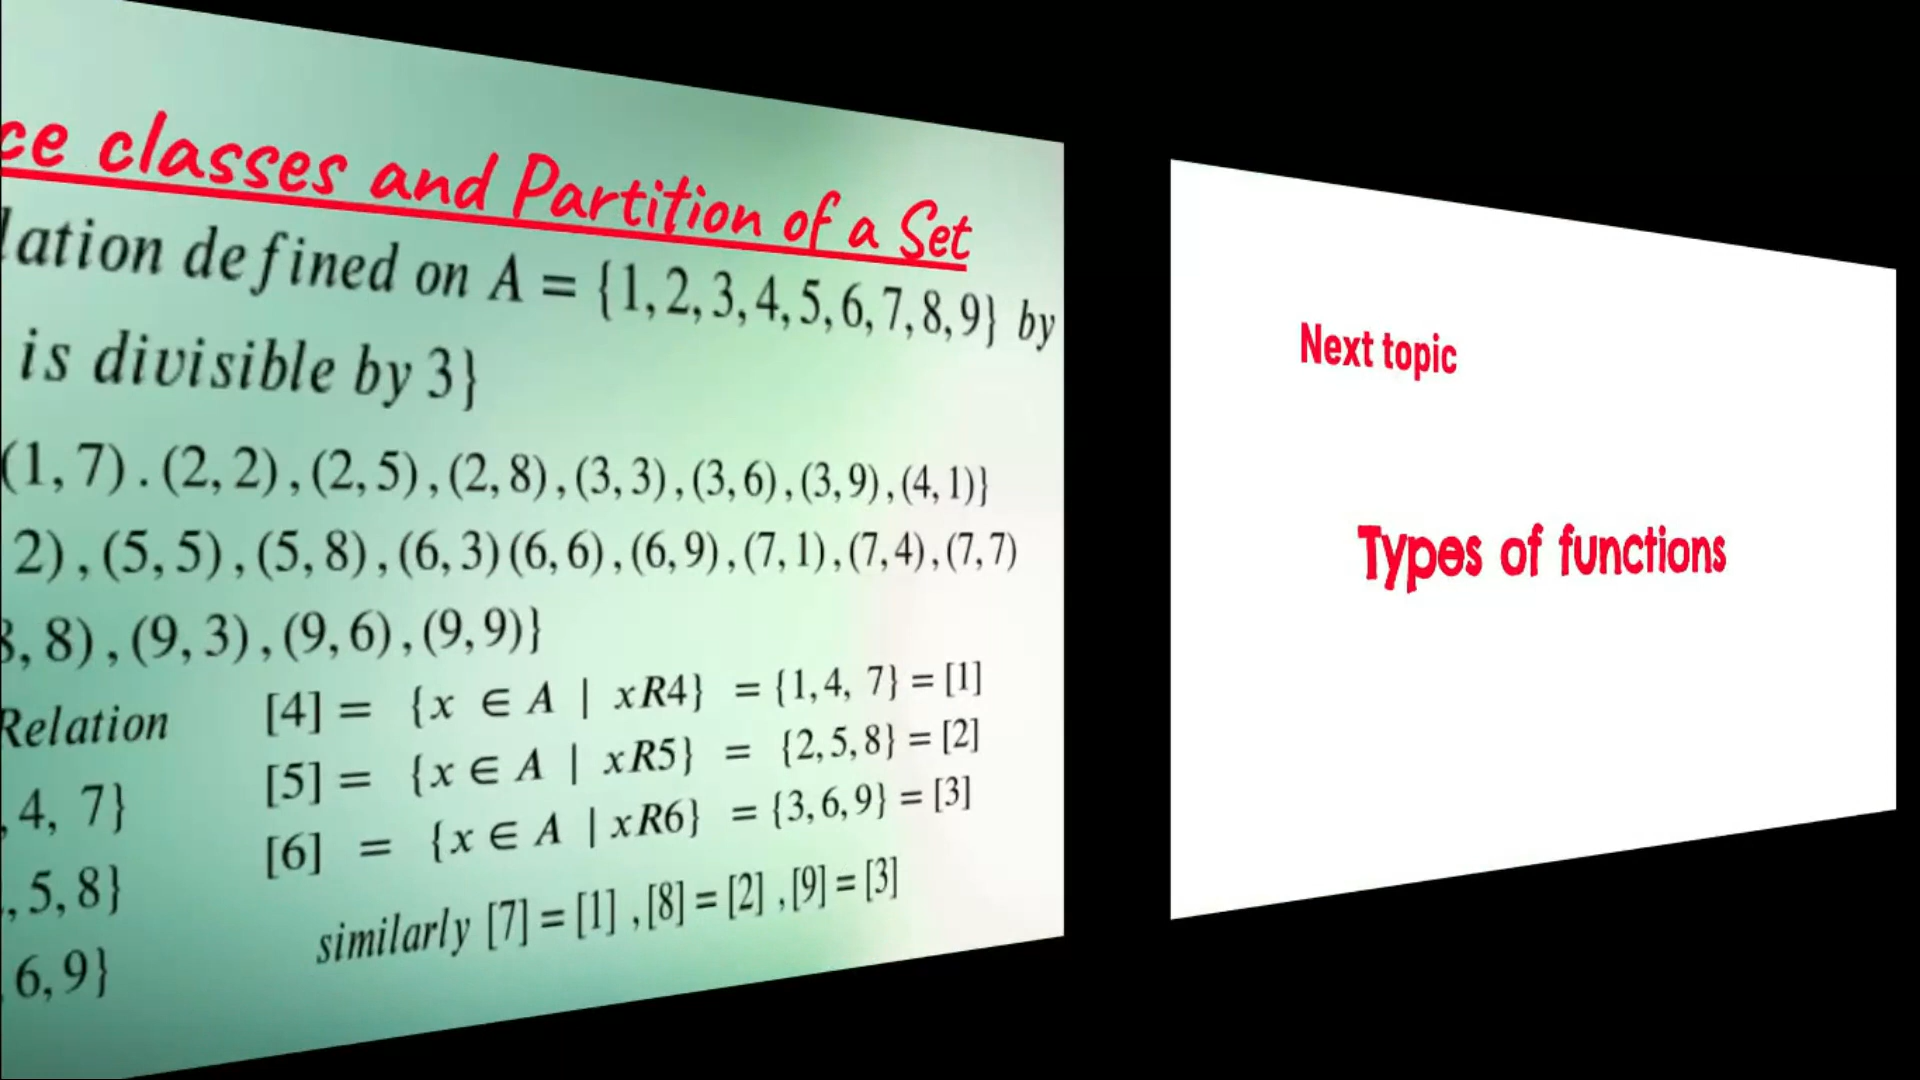 ce classes and Partition of a Set
lation defined on A = {1,2,3,4,5,6,7,8,9} by
is divisible by 3}
(1, 7) . (2, 2) , (2, 5) , (2, 8) , (3, 3) , (3, 6) , (3, 9) , (4, 1)}
2) , (5, 5) , (5, 8) , (6, 3) (6, 6) , (6, 9) , (7, 1) , (7, 4) , (7, 7)
8, 8) , (9, 3) , (9, 6) , (9, 9)}
Relation
[4] = {x ∈ A | xR4} = {1,4, 7} = [1]
[5] = {x ∈ A | xR5} = {2,5,8} = [2]
, 4, 7}
[6] = {x ∈ A | xR6} = {3,6,9} = [3]
, 5, 8}
similarly [7] = [1] , [8] = [2] , [9] = [3]
6, 9}
Next topic
Types of functions